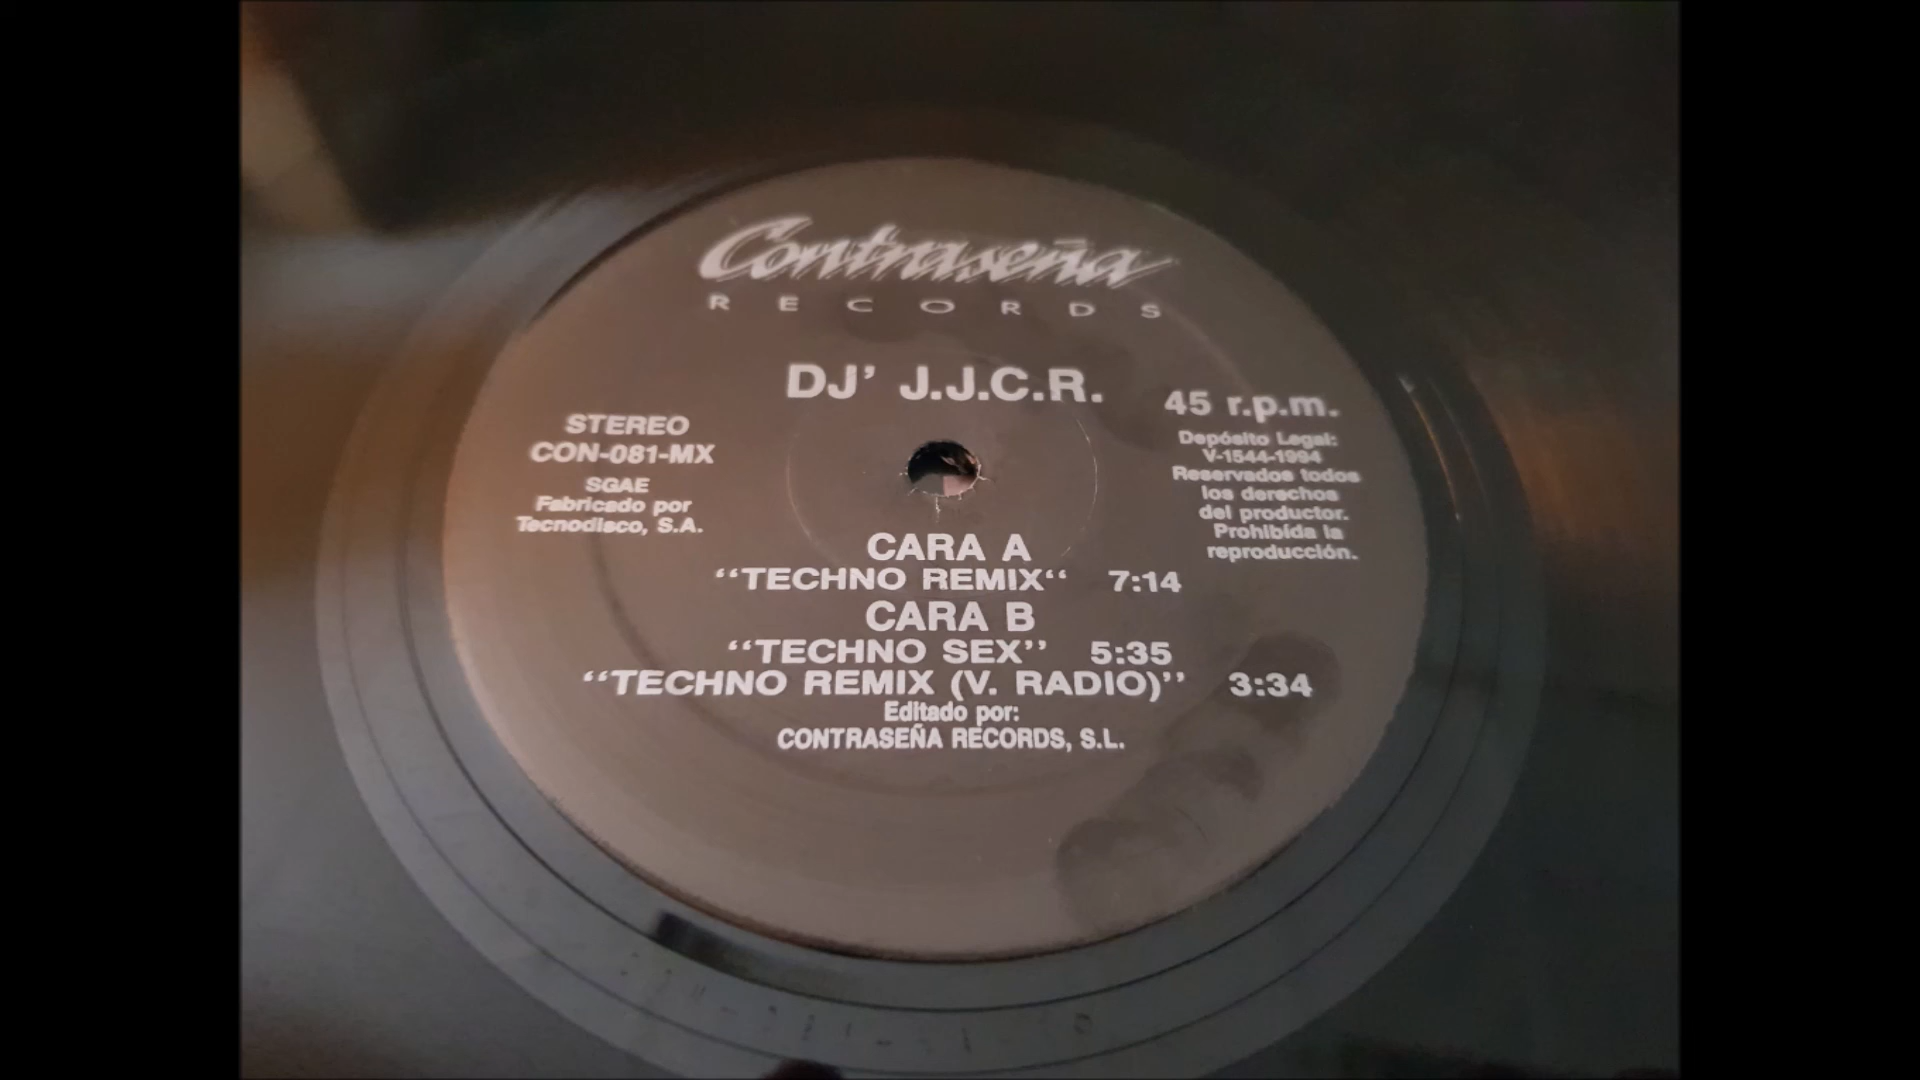 Contraseña
RECORDS
DJ' J.J.C.R.
STEREO
CON-081-MX
SGAE
Fabricado por
Tecnodisco, S.A.
45 r.p.m.
Depósito Legal:
V-1544-1994
Reservados todos
los derechos
del productor.
Prohibída la
reproducción.
CARA A
‘‘TECHNO REMIX‘‘ 7:14
CARA B
‘‘TECHNO SEX’’ 5:35
‘‘TECHNO REMIX (V. RADIO)’’ 3:34
Editado por:
CONTRASEÑA RECORDS, S.L.